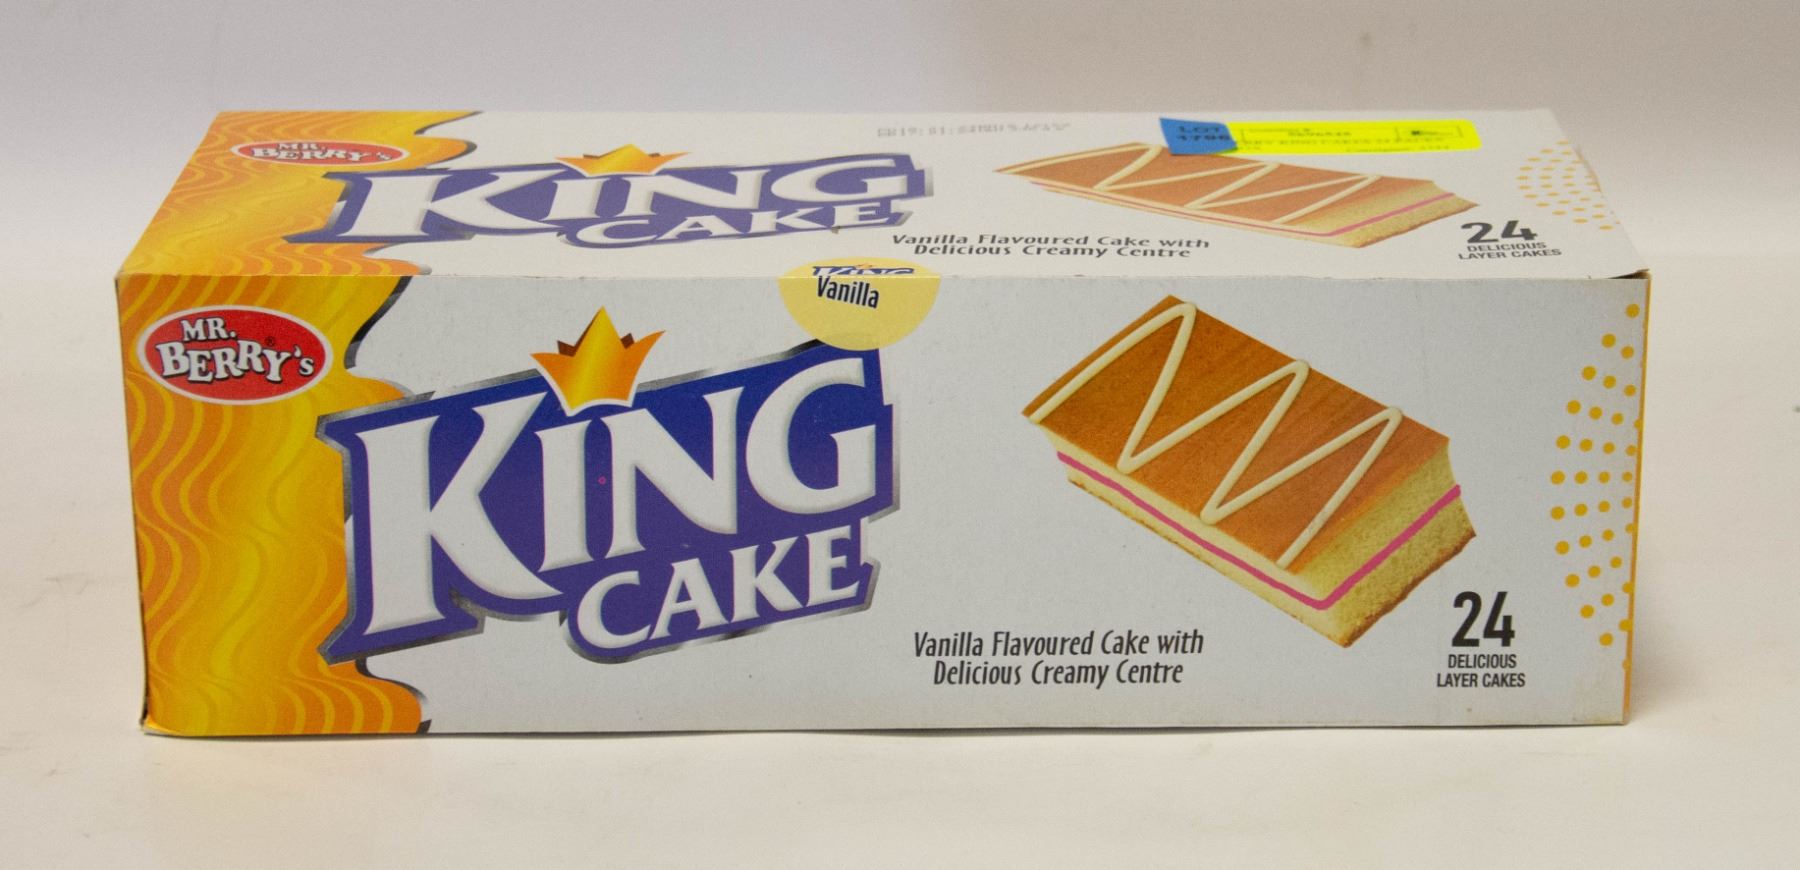 MR.
BERRY's
KING
CAKE
Vanilla Flavoured Cake with
Delicious Creamy Centre
24
DELICIOUS
LAYER CAKES
LOT
KING
Vanilla
MR.
BERRY's®
KING
CAKE
Vanilla Flavoured Cake with
Delicious Creamy Centre
24
DELICIOUS
LAYER CAKES